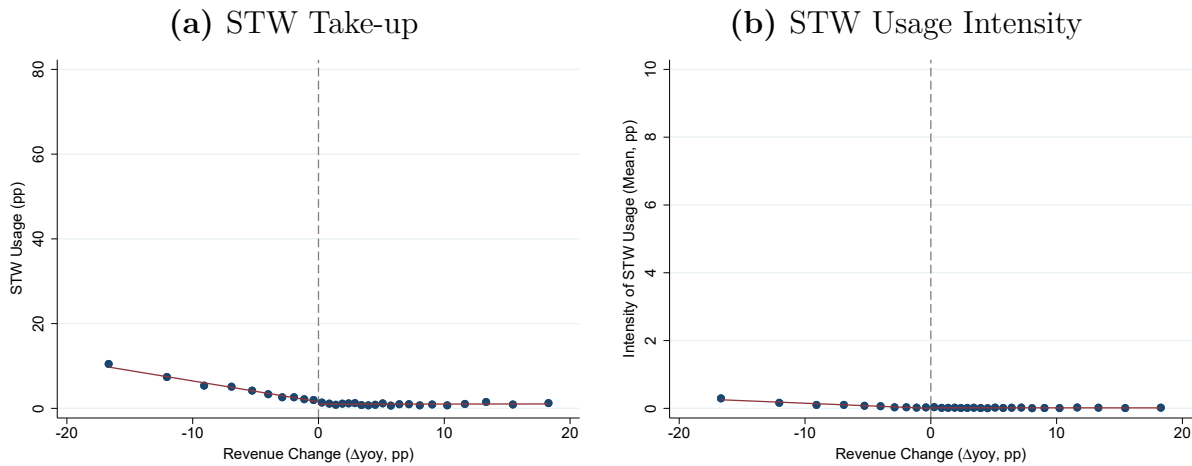 (a) STW Take-up
STW Usage (pp)
80
60
40
20
0
-20 -10 0 10 20
Revenue Change (Δyoy, pp)
(b) STW Usage Intensity
Intensity of STW Usage (Mean, pp)
10
8
6
4
2
0
-20 -10 0 10 20
Revenue Change (Δyoy, pp)